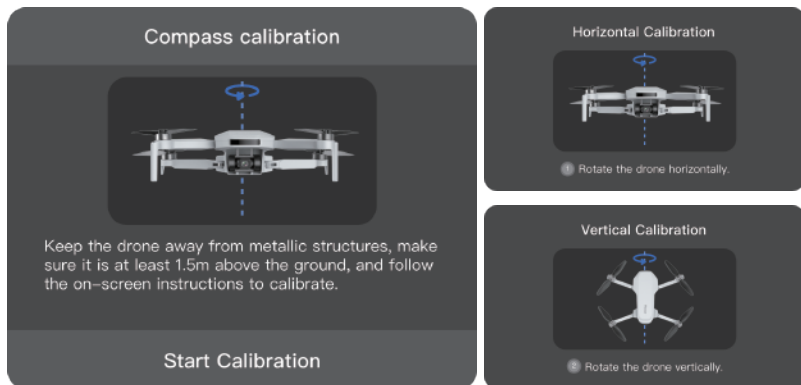 Compass calibration
Keep the drone away from metallic structures, make
sure it is at least 1.5m above the ground, and follow
the on-screen instructions to calibrate.
Start Calibration
Horizontal Calibration
1 Rotate the drone horizontally.
Vertical Calibration
2 Rotate the drone vertically.